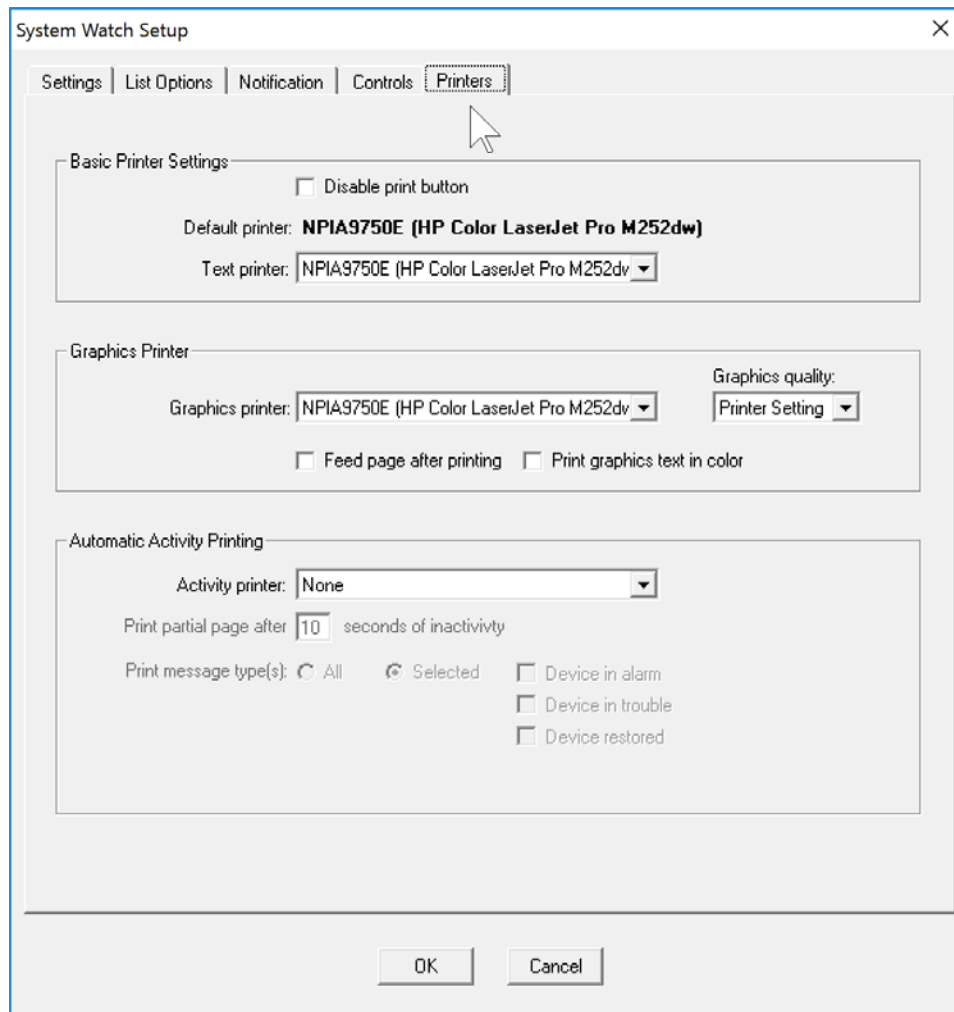 System Watch Setup
Settings List Options Notification Controls Printers
Basic Printer Settings
Disable print button
Default printer: NPIA9750E (HP Color LaserJet Pro M252dw)
Text printer: NPIA9750E (HP Color LaserJet Pro M252dv
Graphics Printer
Graphics quality:
Graphics printer: NPIA9750E (HP Color LaserJet Pro M252dv Printer Setting
Feed page after printing Print graphics text in color
Automatic Activity Printing
Activity printer: None
Print partial page after 10 seconds of inactivivty
Print message type(s): All Selected Device in alarm
Device in trouble
Device restored
OK Cancel